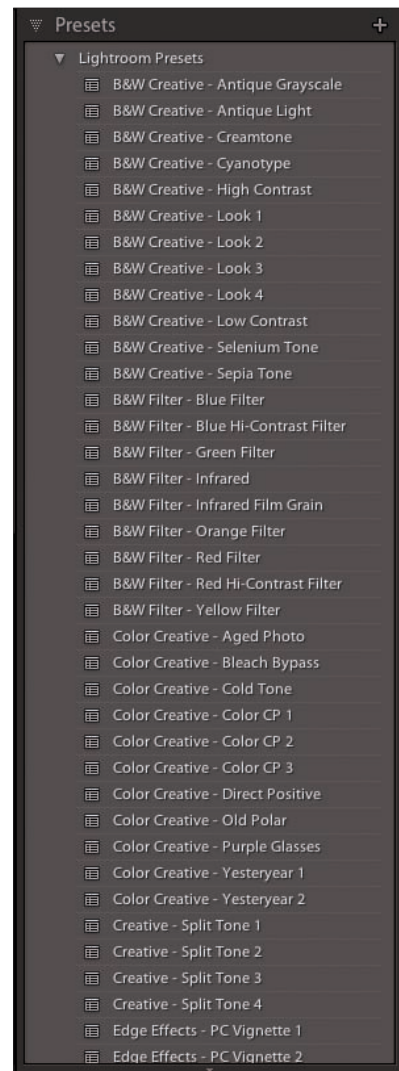 Presets +
Lightroom Presets
B&W Creative - Antique Grayscale
B&W Creative - Antique Light
B&W Creative - Creamtone
B&W Creative - Cyanotype
B&W Creative - High Contrast
B&W Creative - Look 1
B&W Creative - Look 2
B&W Creative - Look 3
B&W Creative - Look 4
B&W Creative - Low Contrast
B&W Creative - Selenium Tone
B&W Creative - Sepia Tone
B&W Filter - Blue Filter
B&W Filter - Blue Hi-Contrast Filter
B&W Filter - Green Filter
B&W Filter - Infrared
B&W Filter - Infrared Film Grain
B&W Filter - Orange Filter
B&W Filter - Red Filter
B&W Filter - Red Hi-Contrast Filter
B&W Filter - Yellow Filter
Color Creative - Aged Photo
Color Creative - Bleach Bypass
Color Creative - Cold Tone
Color Creative - Color CP 1
Color Creative - Color CP 2
Color Creative - Color CP 3
Color Creative - Direct Positive
Color Creative - Old Polar
Color Creative - Purple Glasses
Color Creative - Yesteryear 1
Color Creative - Yesteryear 2
Creative - Split Tone 1
Creative - Split Tone 2
Creative - Split Tone 3
Creative - Split Tone 4
Edge Effects - PC Vignette 1
Edge Effects - PC Vignette 2